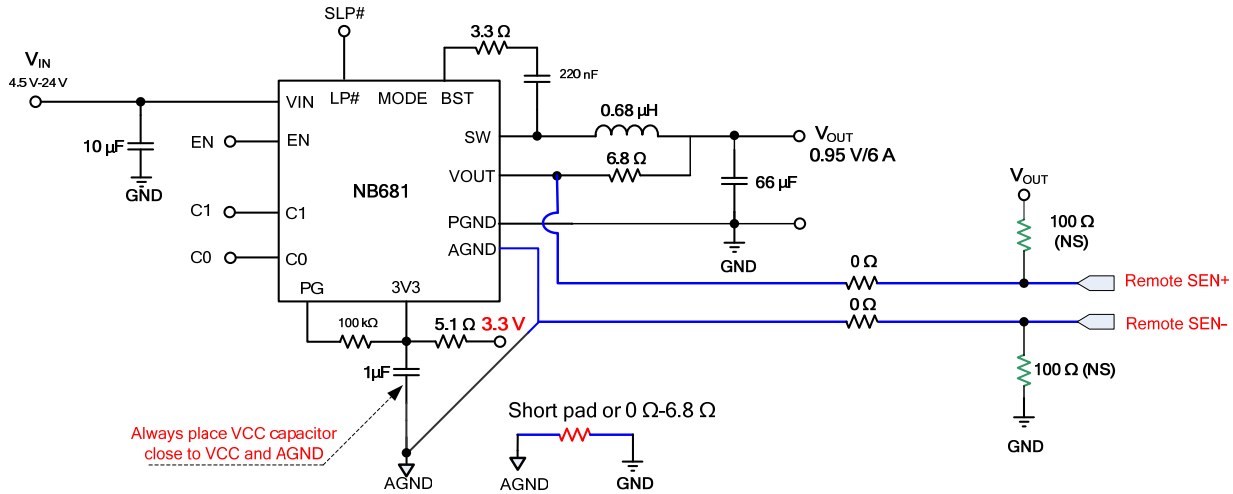 SLP#
3.3 Ω
VIN
4.5 V-24 V
220 nF
VIN
LP#
MODE
BST
0.68 µH
10 µF
EN
EN
SW
VOUT
0.95 V/6 A
6.8 Ω
GND
VOUT
NB681
66 µF
VOUT
C1
C1
PGND
100 Ω
(NS)
AGND
C0
C0
GND
0 Ω
PG
3V3
Remote SEN+
0 Ω
100 kΩ
5.1 Ω
3.3 V
Remote SEN–
1µF
100 Ω (NS)
Short pad or 0 Ω-6.8 Ω
Always place VCC capacitor
close to VCC and AGND
GND
AGND
AGND
GND